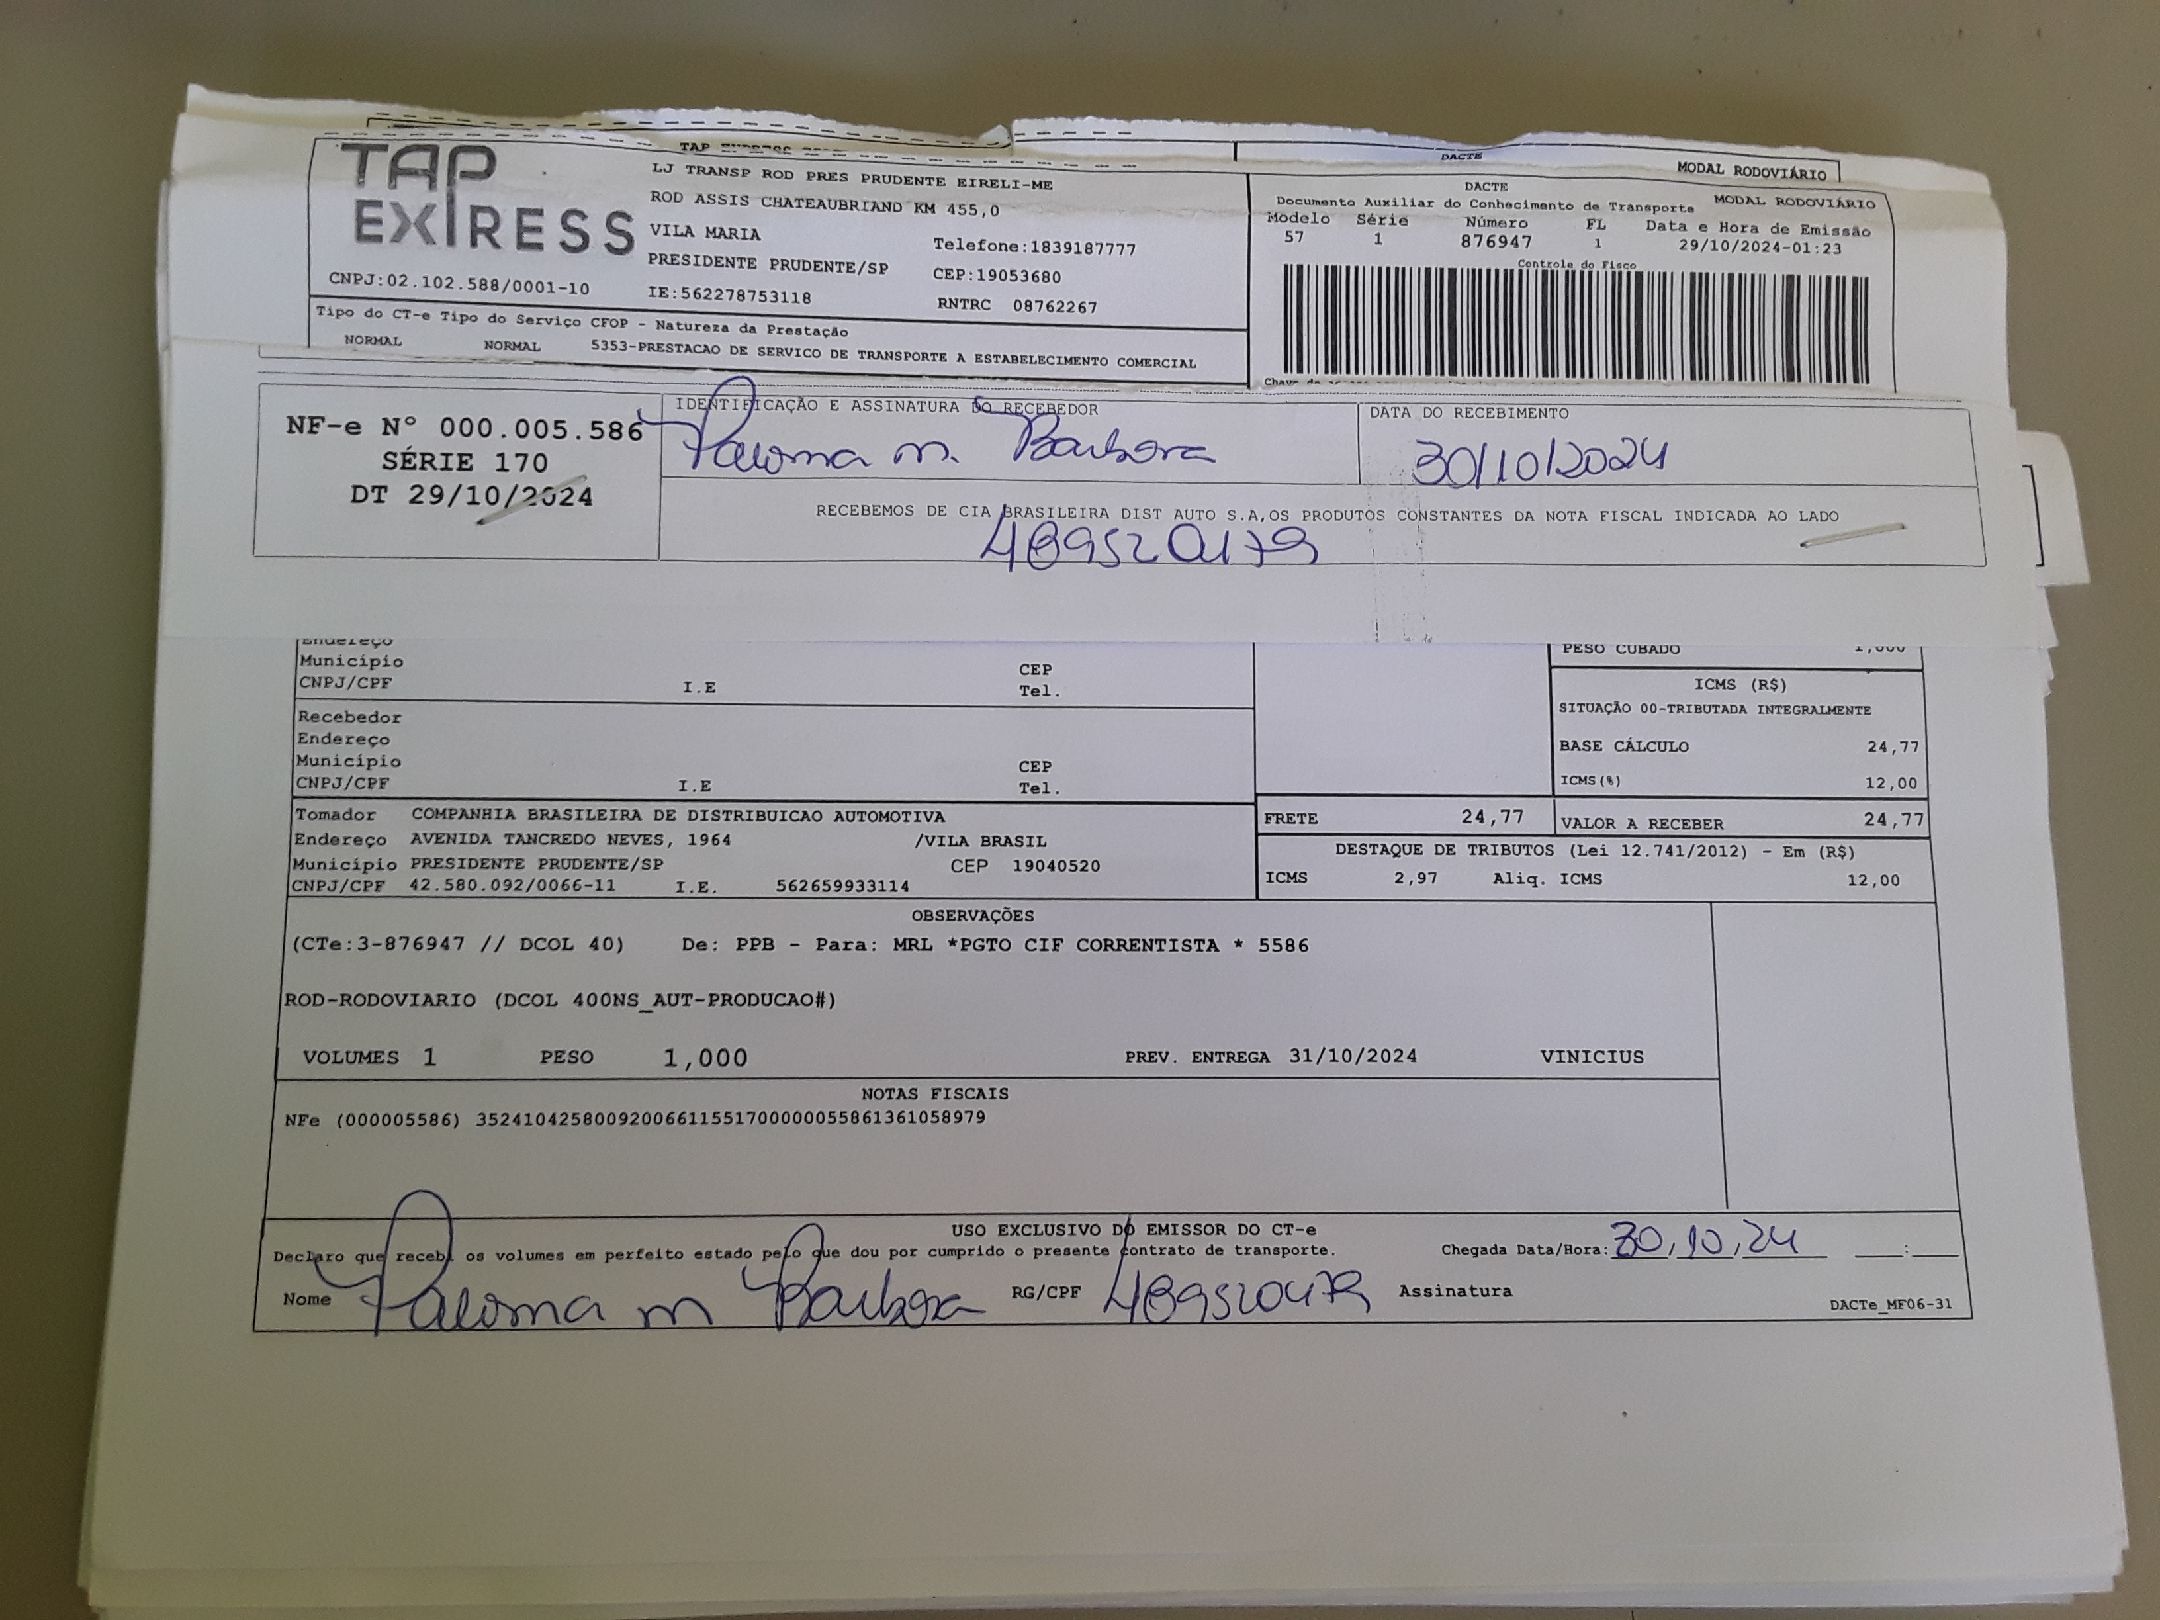 TAP EXPRESS
DACTE
MODAL RODOVIÁRIO
TAP EXIRESS
LJ TRANSP ROD PRES PRUDENTE EIRELI-ME
ROD ASSIS CHATEAUBRIAND KM 455,0
VILA MARIA
Telefone:1839187777
PRESIDENTE PRUDENTE/SP
CEP:19053680
CNPJ:02.102.588/0001-10
IE:562278753118
RNTRC 08762267
DACTE
Documento Auxiliar do Conhecimento de Transporte
MODAL RODOVIÁRIO
Modelo Série Número FL Data e Hora de Emissão
57 1 876947 1 29/10/2024-01:23
Controle do Fisco
Tipo do CT-e Tipo do Serviço CFOP - Natureza da Prestação
NORMAL NORMAL 5353-PRESTACAO DE SERVICO DE TRANSPORTE A ESTABELECIMENTO COMERCIAL
NF-e Nº 000.005.586
SÉRIE 170
DT 29/10/2024
IDENTIFICAÇÃO E ASSINATURA DO RECEBEDOR
Paloma m. Barbosa
DATA DO RECEBIMENTO
30/10/2024
RECEBEMOS DE CIA BRASILEIRA DIST AUTO S.A,OS PRODUTOS CONSTANTES DA NOTA FISCAL INDICADA AO LADO
Endereço
Município CEP
CNPJ/CPF I.E Tel.
Recebedor
Endereço
Município CEP
CNPJ/CPF I.E Tel.
PESO CUBADO 1,000
ICMS (R$)
SITUAÇÃO 00-TRIBUTADA INTEGRALMENTE
BASE CÁLCULO 24,77
ICMS(%) 12,00
Tomador COMPANHIA BRASILEIRA DE DISTRIBUICAO AUTOMOTIVA
Endereço AVENIDA TANCREDO NEVES, 1964 /VILA BRASIL
Município PRESIDENTE PRUDENTE/SP CEP 19040520
CNPJ/CPF 42.580.092/0066-11 I.E. 562659933114
FRETE 24,77 VALOR A RECEBER 24,77
DESTAQUE DE TRIBUTOS (Lei 12.741/2012) - Em (R$)
ICMS 2,97 Aliq. ICMS 12,00
OBSERVAÇÕES
(CTe:3-876947 // DCOL 40) De: PPB - Para: MRL *PGTO CIF CORRENTISTA * 5586
ROD-RODOVIARIO (DCOL 400NS_AUT-PRODUCAO#)
VOLUMES 1 PESO 1,000 PREV. ENTREGA 31/10/2024 VINICIUS
NOTAS FISCAIS
NFe (000005586) 35241042580092006611551700000055861361058979
USO EXCLUSIVO DO EMISSOR DO CT-e
Declaro que recebi os volumes em perfeito estado pelo que dou por cumprido o presente contrato de transporte.
Chegada Data/Hora: 30/10/24 __:__
Nome Paloma m Barbosa RG/CPF Assinatura
DACTe_MF06-31